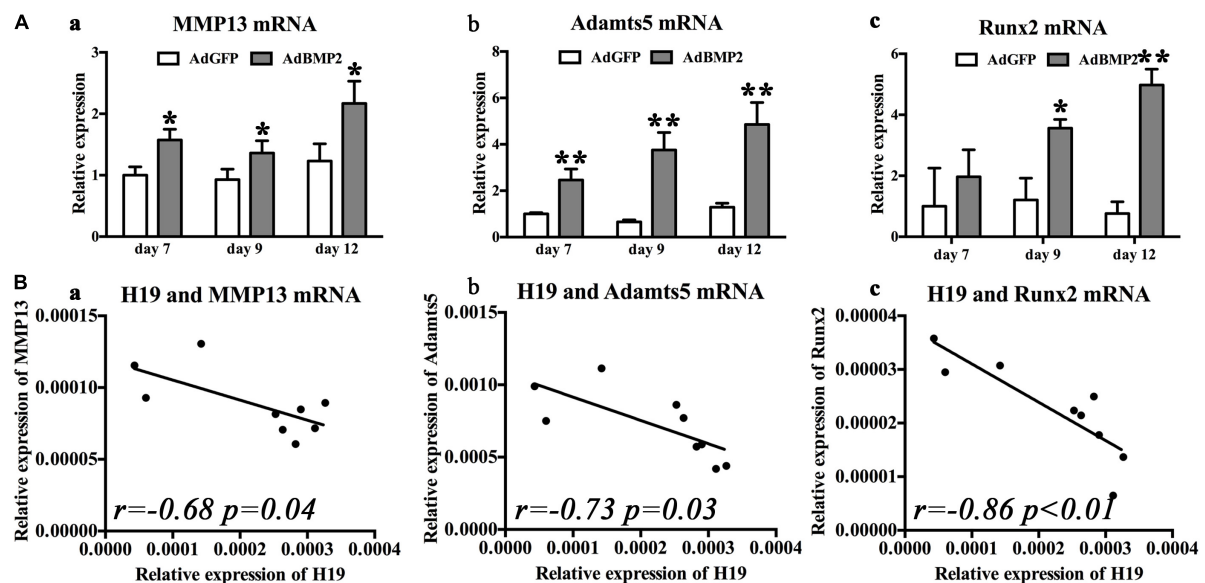 A
a
MMP13 mRNA
AdGFP AdBMP2
Relative expression
3
2
1
0
*
*
*
day 7 day 9 day 12
b
Adamts5 mRNA
AdGFP AdBMP2
Relative expression
8
6
4
2
0
**
**
**
day 7 day 9 day 12
c
Runx2 mRNA
AdGFP AdBMP2
Relative expression
6
4
2
0
*
**
day 7 day 9 day 12
B
a
H19 and MMP13 mRNA
Relative expression of MMP13
0.00015
0.00010
0.00005
0.00000
r=-0.68 p=0.04
0.0000 0.0001 0.0002 0.0003 0.0004
Relative expression of H19
b
H19 and Adamts5 mRNA
Relative expression of Adamts5
0.0015
0.0010
0.0005
0.0000
r=-0.73 p=0.03
0.0000 0.0001 0.0002 0.0003 0.0004
Relative expression of H19
c
H19 and Runx2 mRNA
Relative expression of Runx2
0.00004
0.00003
0.00002
0.00001
0.00000
r=-0.86 p<0.01
0.0000 0.0001 0.0002 0.0003 0.0004
Relative expression of H19